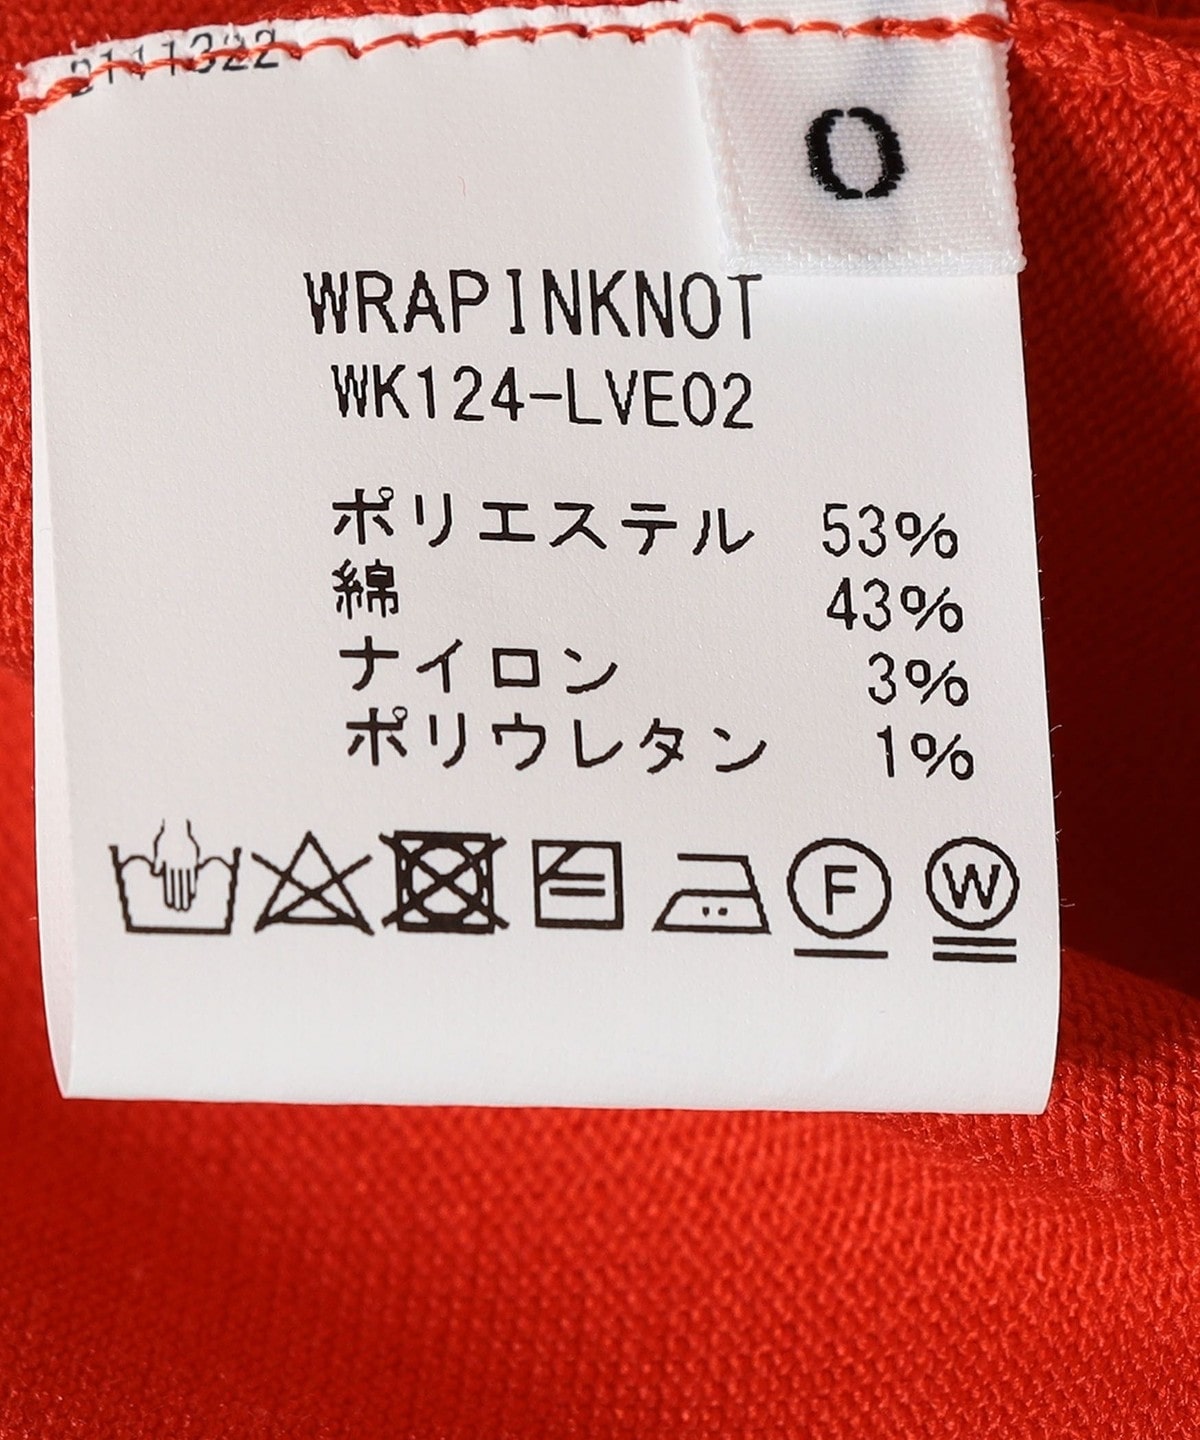 2111322
O
WRAPINKNOT
WK124-LVE02
ポリエステル 53%
綿 43%
ナイロン 3%
ポリウレタン 1%
F W